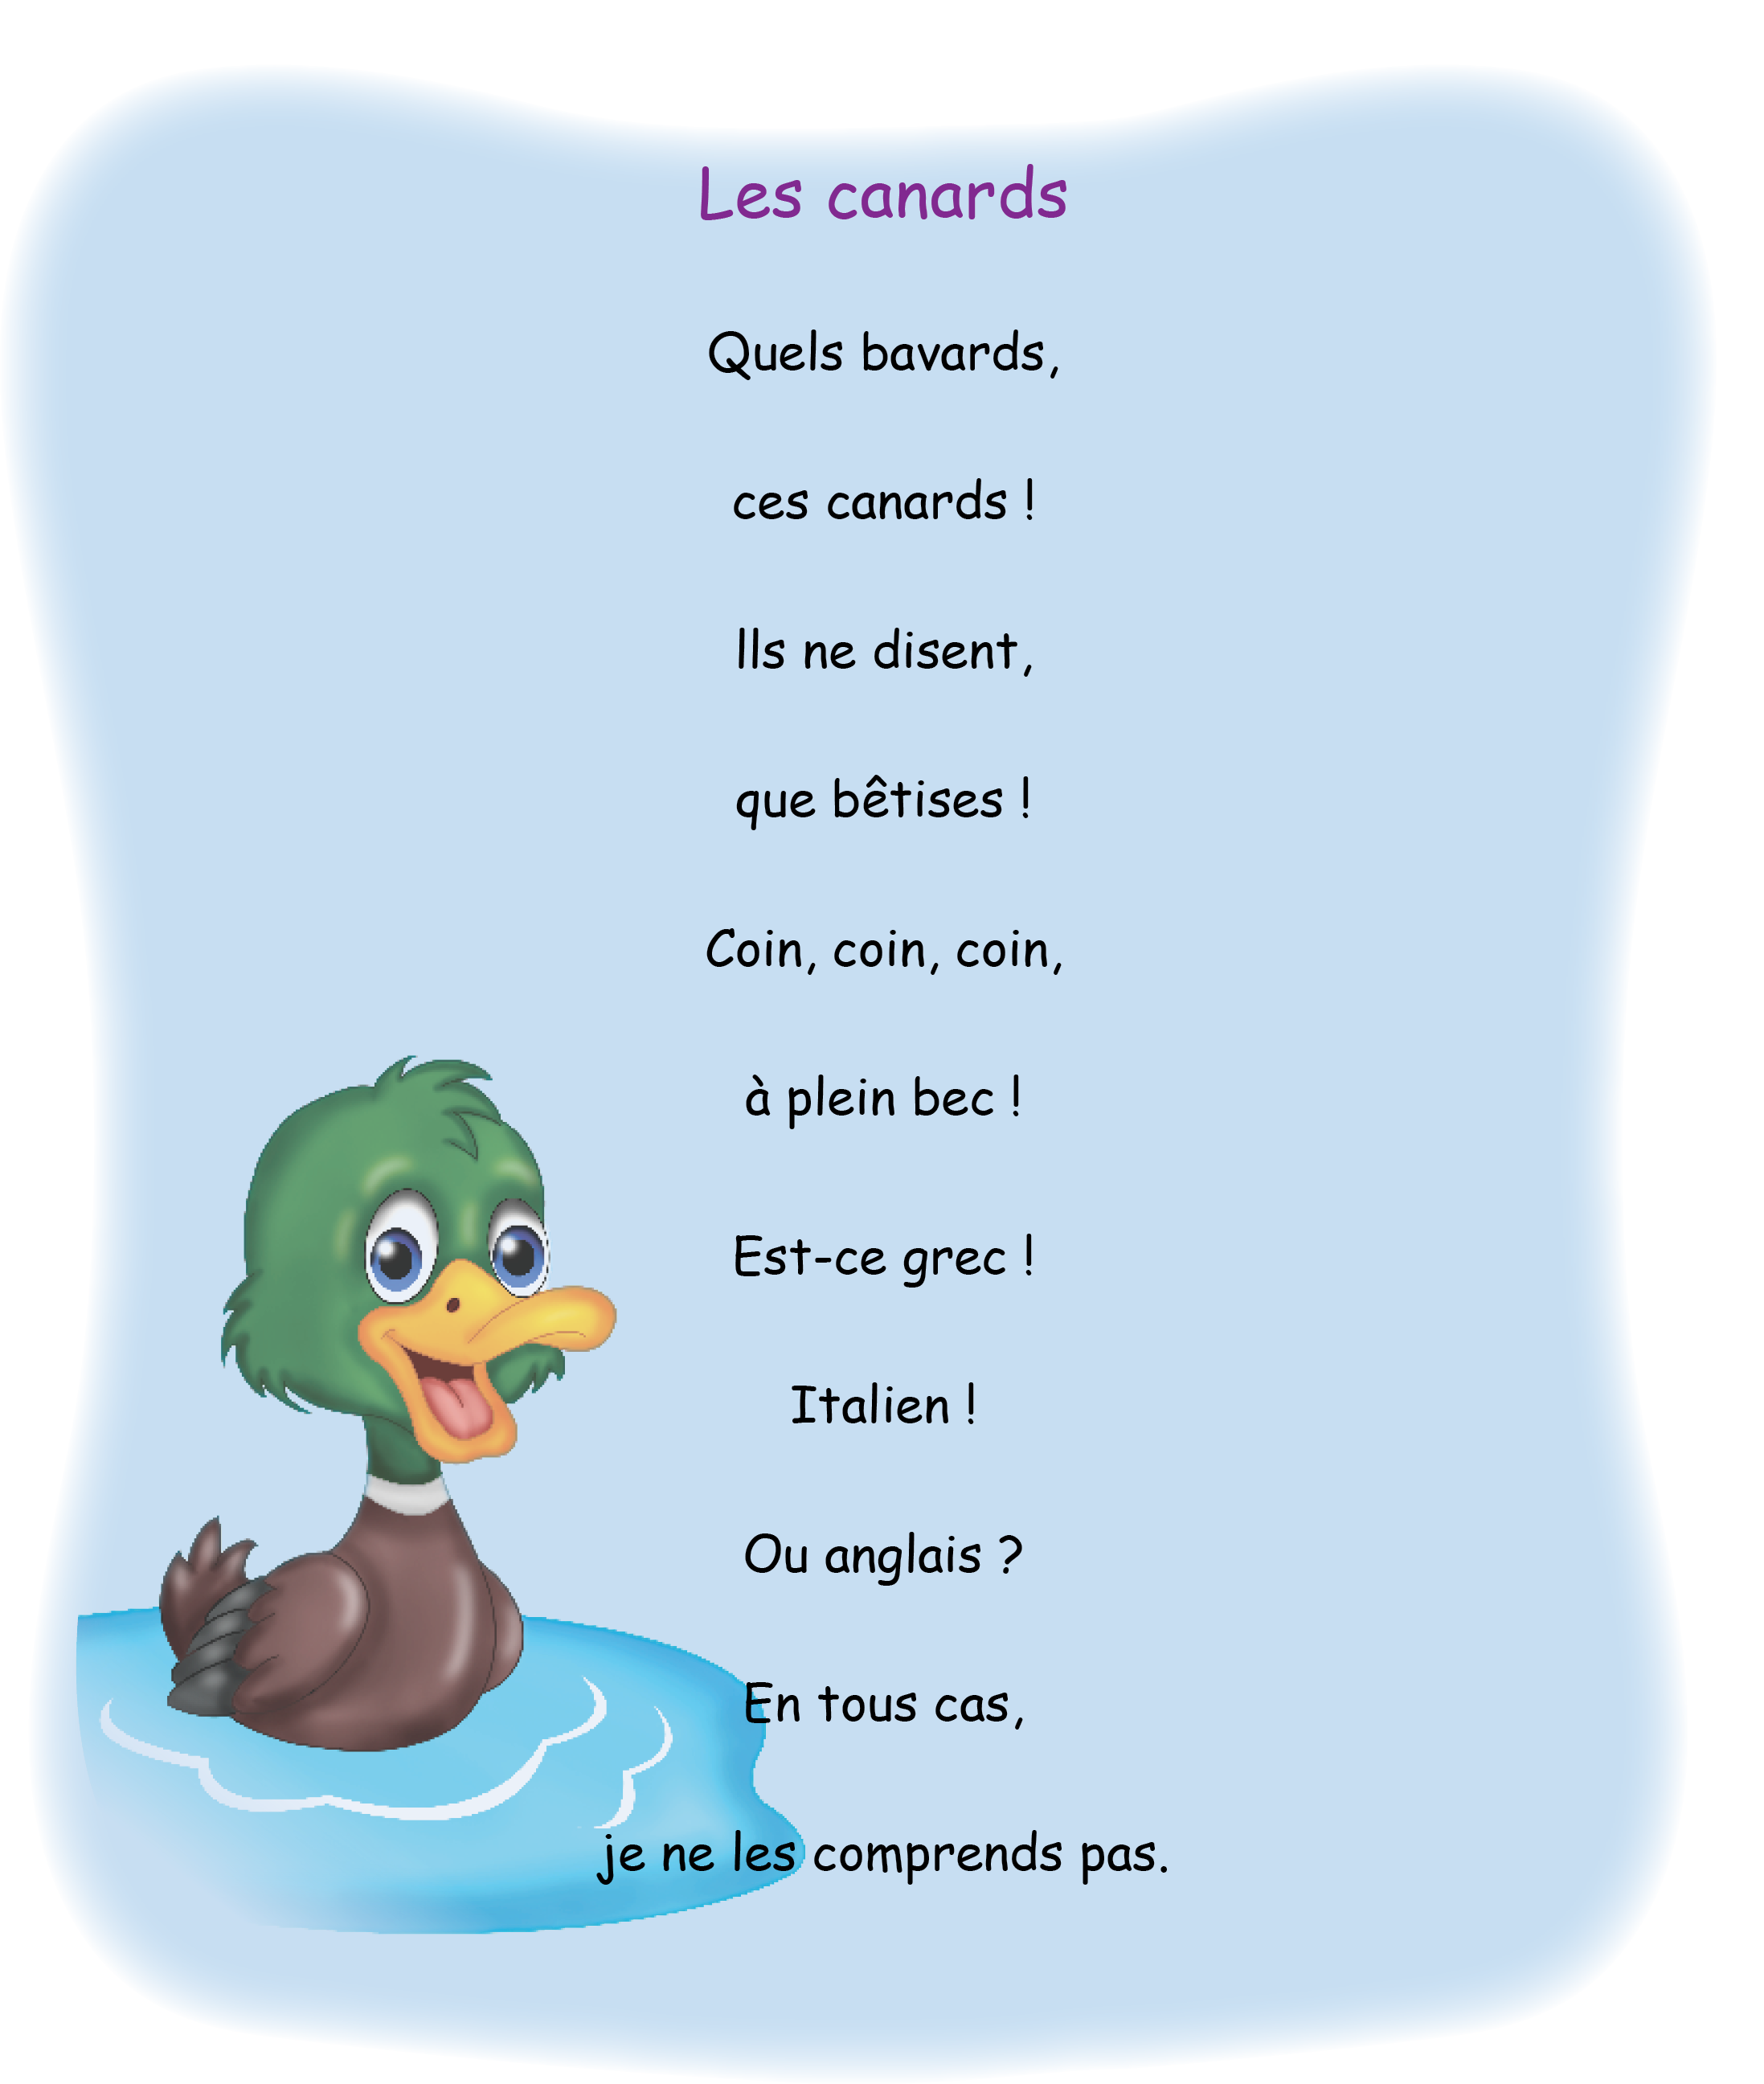 Les canards
Quels bavards,
ces canards !
Ils ne disent,
que bêtises !
Coin, coin, coin,
à plein bec !
Est-ce grec !
Italien !
Ou anglais ?
En tous cas,
je ne les comprends pas.